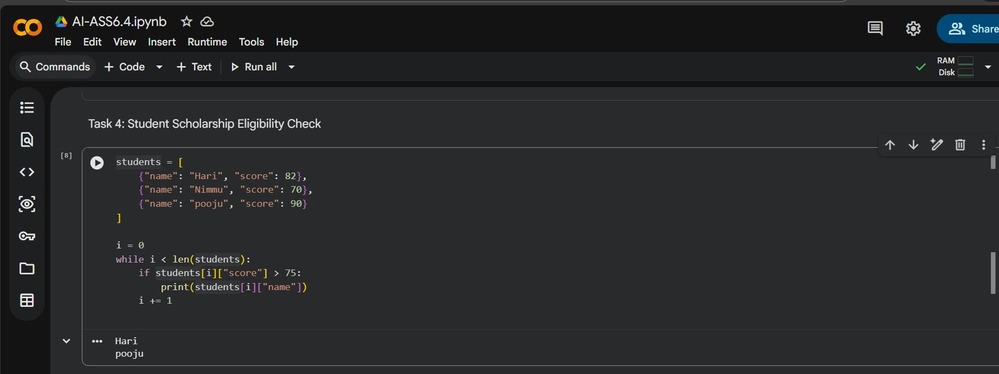 AI-ASS6.4.ipynb
File Edit View Insert Runtime Tools Help
Share
Commands + Code + Text Run all
RAM
Disk
Task 4: Student Scholarship Eligibility Check
[8]
students = [
    {"name": "Hari", "score": 82},
    {"name": "Nimmu", "score": 70},
    {"name": "pooju", "score": 90}
]
i = 0
while i < len(students):
    if students[i]["score"] > 75:
        print(students[i]["name"])
    i += 1
Hari
pooju